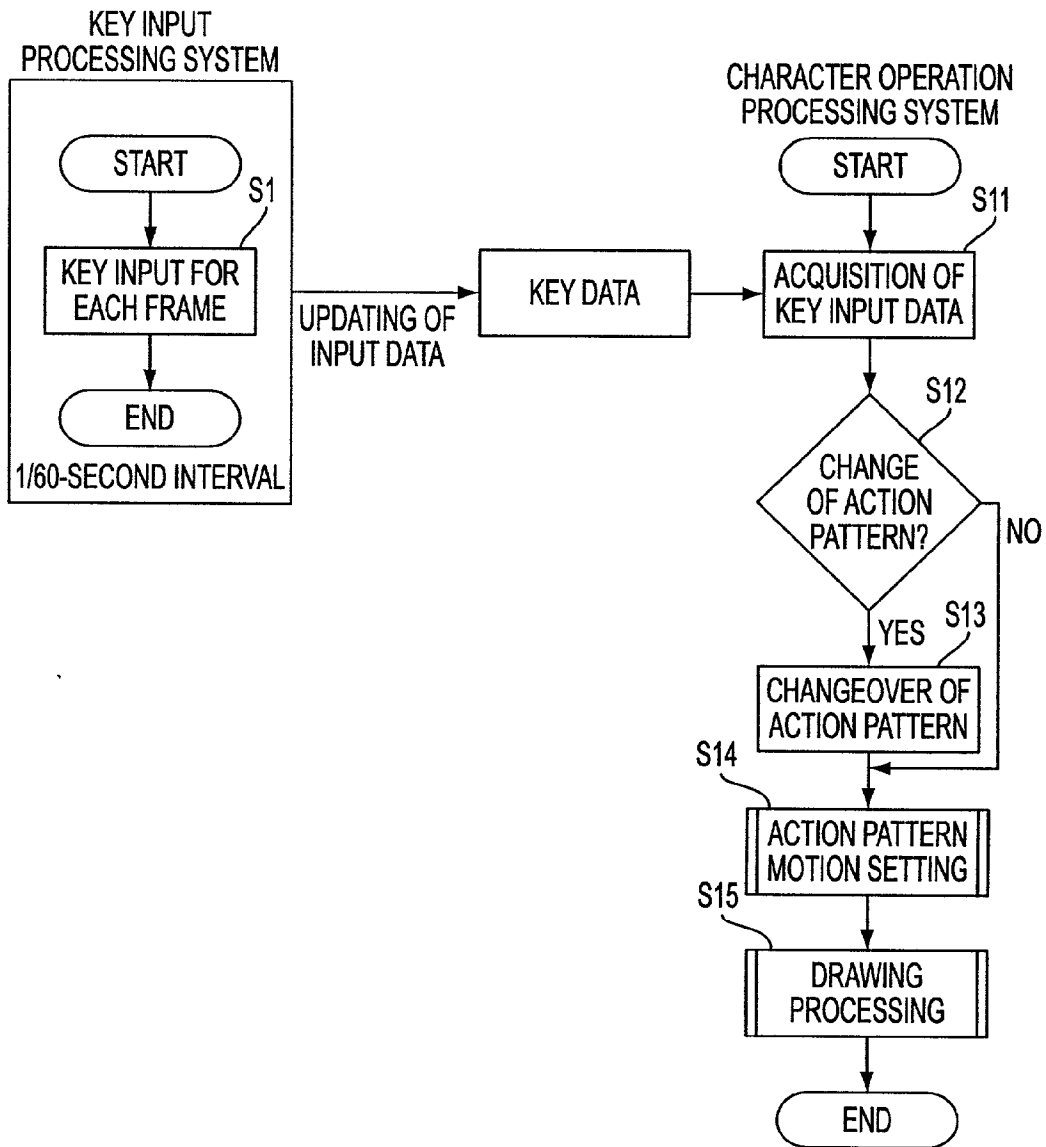 KEY INPUT
PROCESSING SYSTEM
START
S1
KEY INPUT FOR
EACH FRAME
END
1/60-SECOND INTERVAL
UPDATING OF
INPUT DATA
KEY DATA
CHARACTER OPERATION
PROCESSING SYSTEM
START
S11
ACQUISITION OF
KEY INPUT DATA
S12
CHANGE
OF ACTION
PATTERN?
NO
YES
S13
CHANGEOVER OF
ACTION PATTERN
S14
ACTION PATTERN
MOTION SETTING
S15
DRAWING
PROCESSING
END